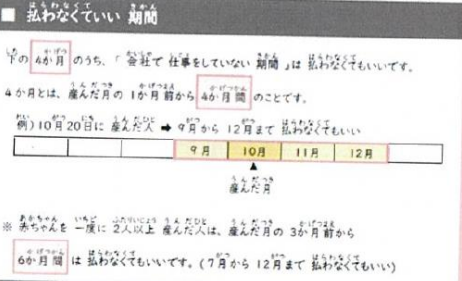 ■ 払わなくていい 期間
下の 4か月 のうち、「 会社で 仕事をしていない 期間 」は 払わなくてもいいです。
4か月とは、産んだ月の 1か月前から 4か月間 のことです。
例)10月20日に 産んだ人 ➡ 9月から 12月まで 払わなくてもいい
9月 10月 11月 12月
▲
産んだ月
※ 赤ちゃんを 一度に 2人以上 産んだ人は、産んだ月の 3か月前から
6か月間 は 払わなくてもいいです。(7月から 12月まで 払わなくてもいい)